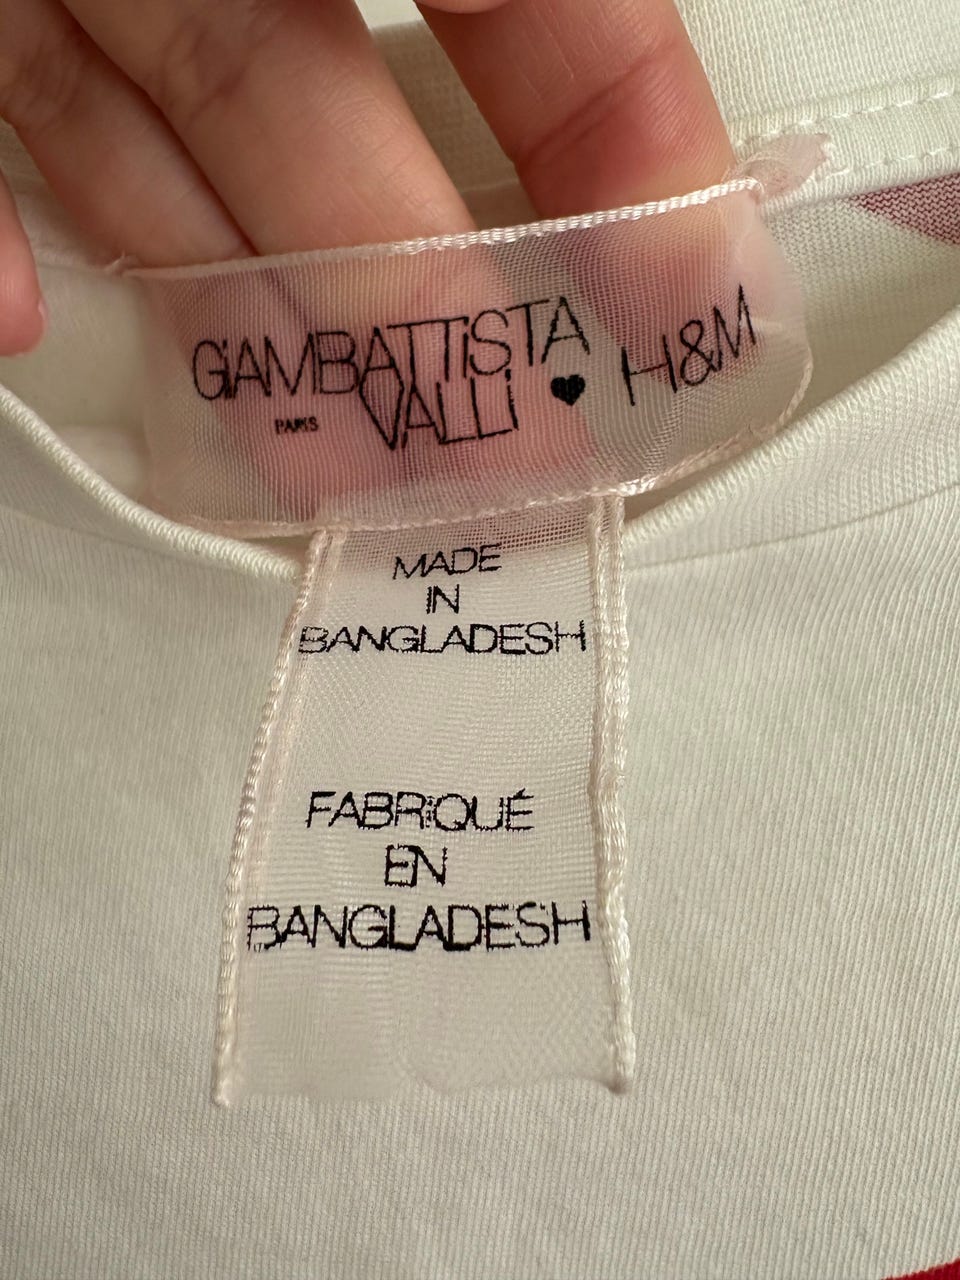 GiAMBATTiSTA
PARIS VALLi ♥ H&M
MADE
IN
BANGLADESH
FABRIQUÉ
EN
BANGLADESH